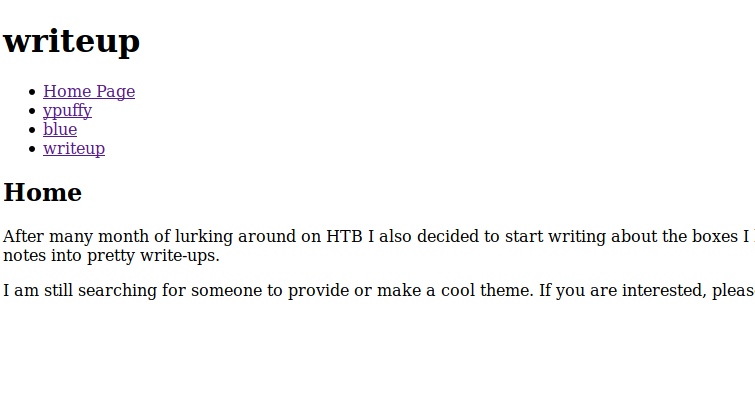 writeup
Home Page
ypuffy
blue
writeup
Home
After many month of lurking around on HTB I also decided to start writing about the boxes I
notes into pretty write-ups.
I am still searching for someone to provide or make a cool theme. If you are interested, pleas